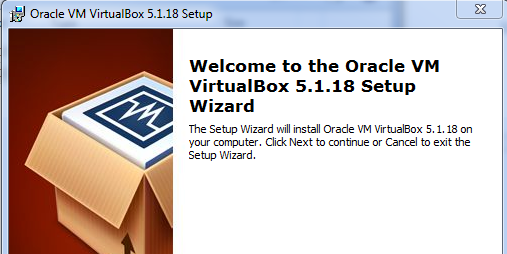 Oracle VM VirtualBox 5.1.18 Setup
Welcome to the Oracle VM
VirtualBox 5.1.18 Setup
Wizard
The Setup Wizard will install Oracle VM VirtualBox 5.1.18 on
your computer. Click Next to continue or Cancel to exit the
Setup Wizard.